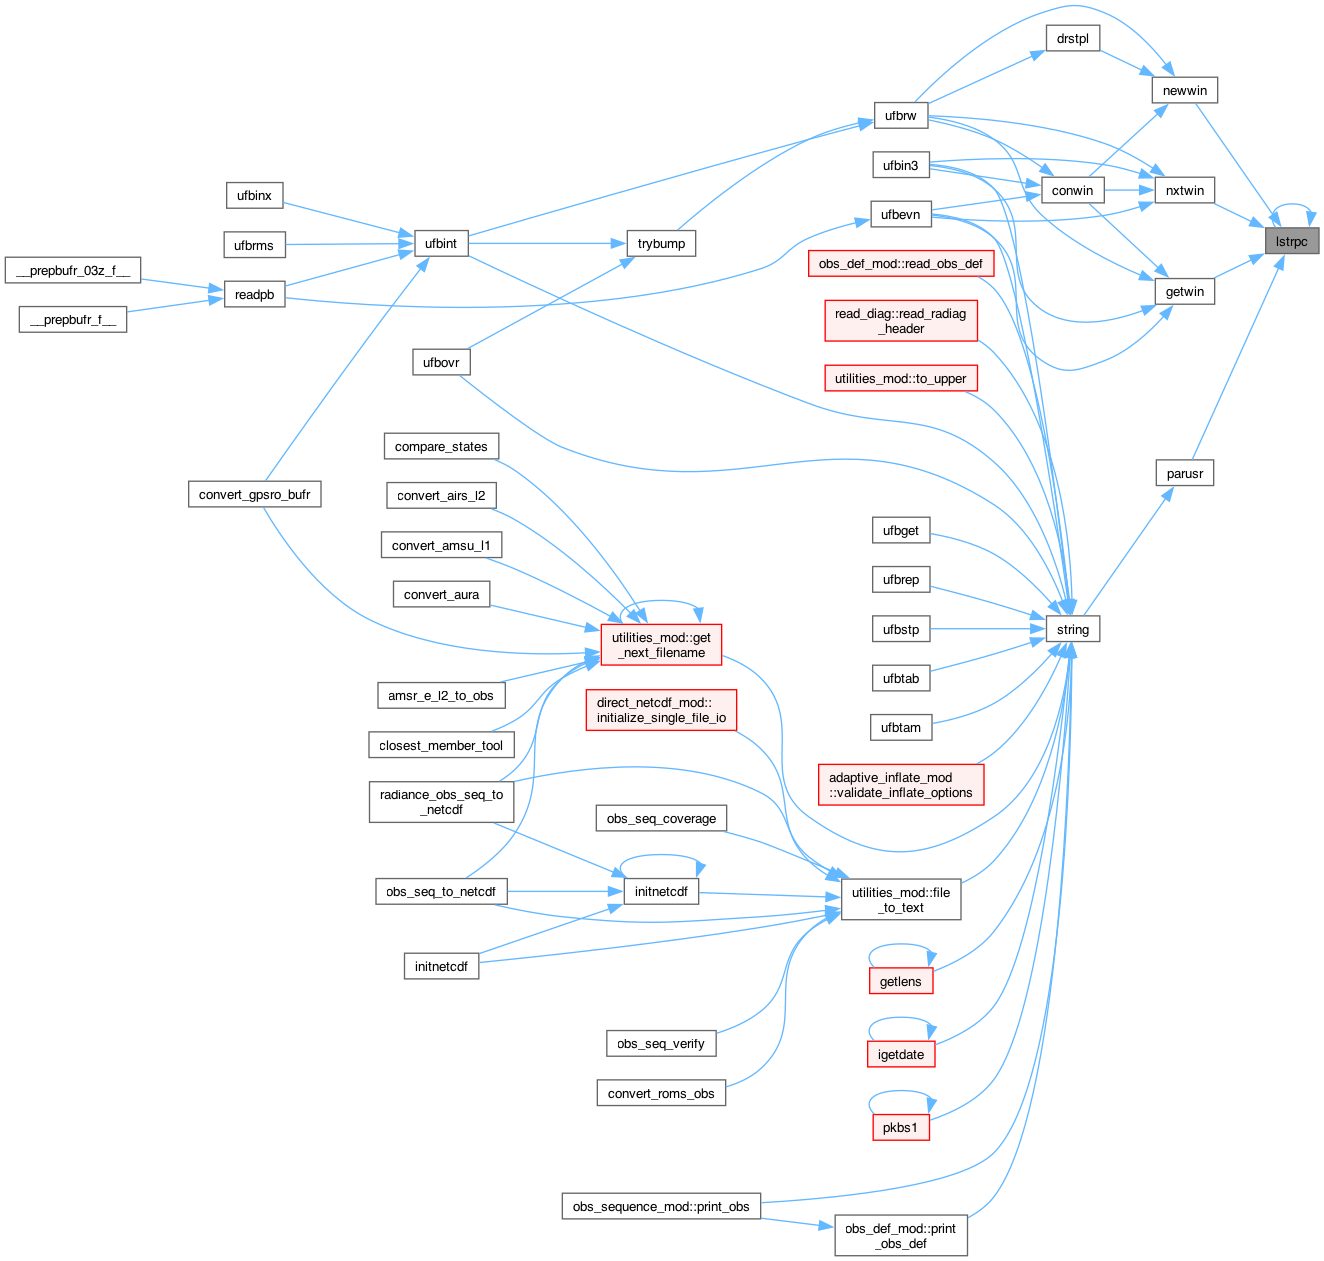 drstpl
newwin
ufbrw
ufbin3
nxtwin
conwin
ufbinx
ufbevn
ufbrms
ufbint
trybump
lstrpc
__prepbufr_03z_f__
obs_def_mod::read_obs_def
readpb
getwin
__prepbufr_f__
read_diag::read_radiag
_header
ufbovr
utilities_mod::to_upper
compare_states
parusr
convert_gpsro_bufr
convert_airs_l2
ufbget
convert_amsu_l1
ufbrep
convert_aura
ufbstp
string
utilities_mod::get
_next_filename
ufbtab
amsr_e_l2_to_obs
direct_netcdf_mod::
initialize_single_file_io
ufbtam
closest_member_tool
adaptive_inflate_mod
::validate_inflate_options
radiance_obs_seq_to
_netcdf
obs_seq_coverage
obs_seq_to_netcdf
initnetcdf
utilities_mod::file
_to_text
initnetcdf
getlens
obs_seq_verify
igetdate
convert_roms_obs
pkbs1
obs_sequence_mod::print_obs
obs_def_mod::print
_obs_def